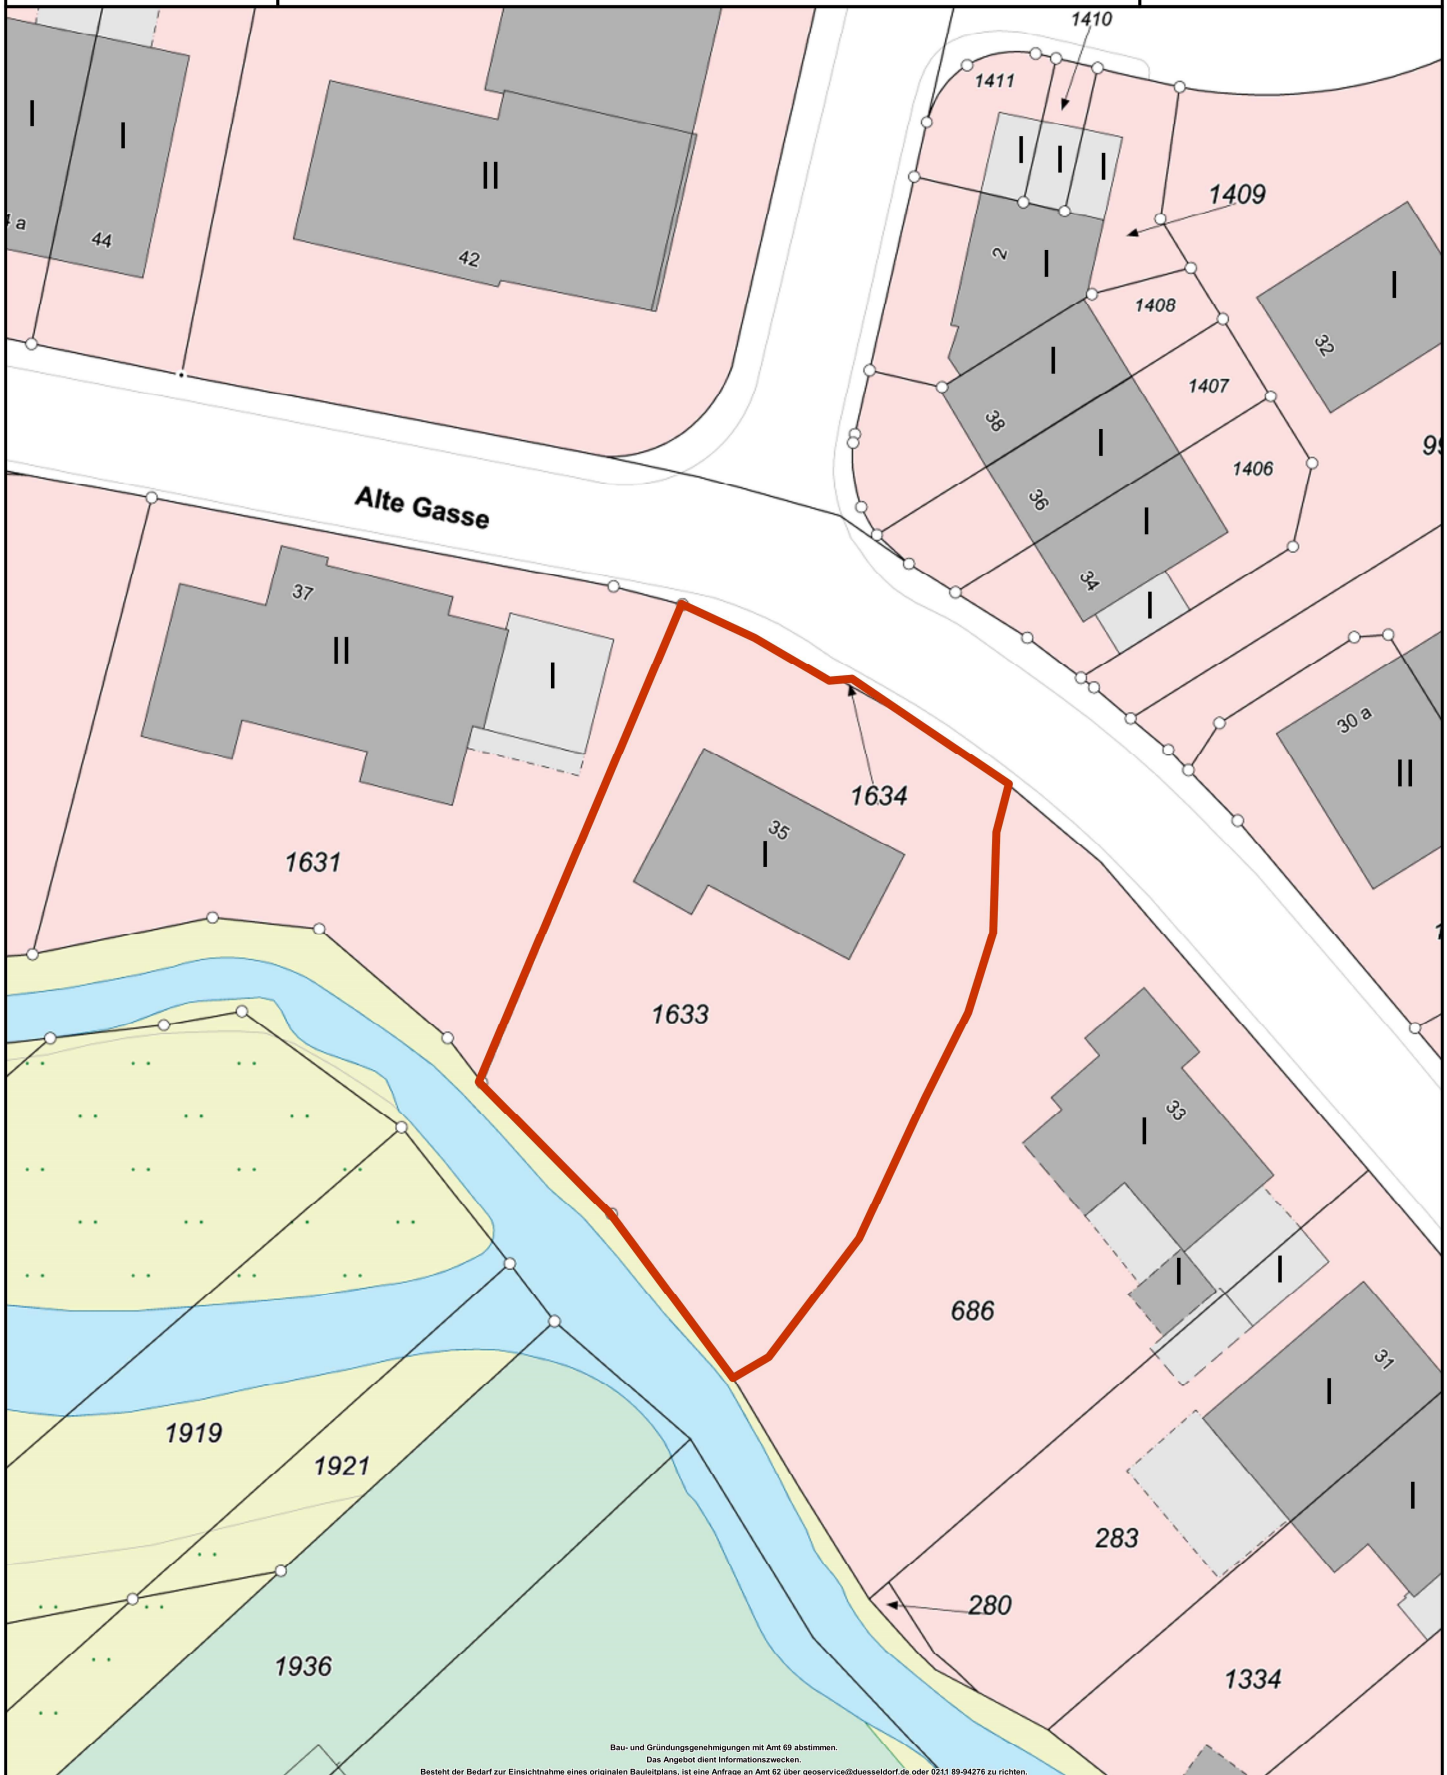 1410
1411
I
I
I
I
I
II
1409
4 a
44
42
2
I
I
1408
32
I
1407
38
I
99
1406
36
Alte Gasse
I
34
37
I
II
I
30 a
II
1634
35
I
1631
1633
33
I
I
I
686
31
I
1919
1921
I
283
280
1936
1334
Bau- und Gründungsgenehmigungen mit Amt 69 abstimmen.
Das Angebot dient Informationszwecken.
Besteht der Bedarf zur Einsichtnahme eines originalen Bauleitplans, ist eine Anfrage an Amt 62 über geoservice@duesseldorf.de oder 0211 89-94276 zu richten.